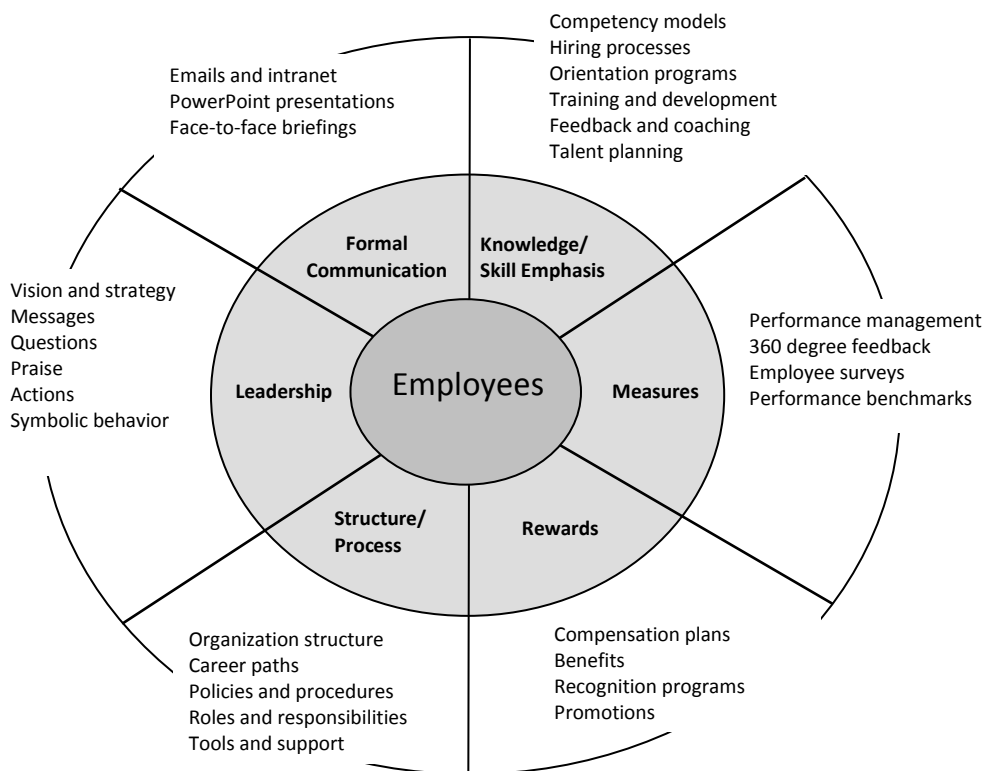 Competency models
Hiring processes
Orientation programs
Training and development
Feedback and coaching
Talent planning
Emails and intranet
PowerPoint presentations
Face-to-face briefings
Formal
Communication
Knowledge/
Skill Emphasis
Vision and strategy
Messages
Questions
Praise
Actions
Symbolic behavior
Leadership
Employees
Measures
Performance management
360 degree feedback
Employee surveys
Performance benchmarks
Structure/
Process
Rewards
Organization structure
Career paths
Policies and procedures
Roles and responsibilities
Tools and support
Compensation plans
Benefits
Recognition programs
Promotions